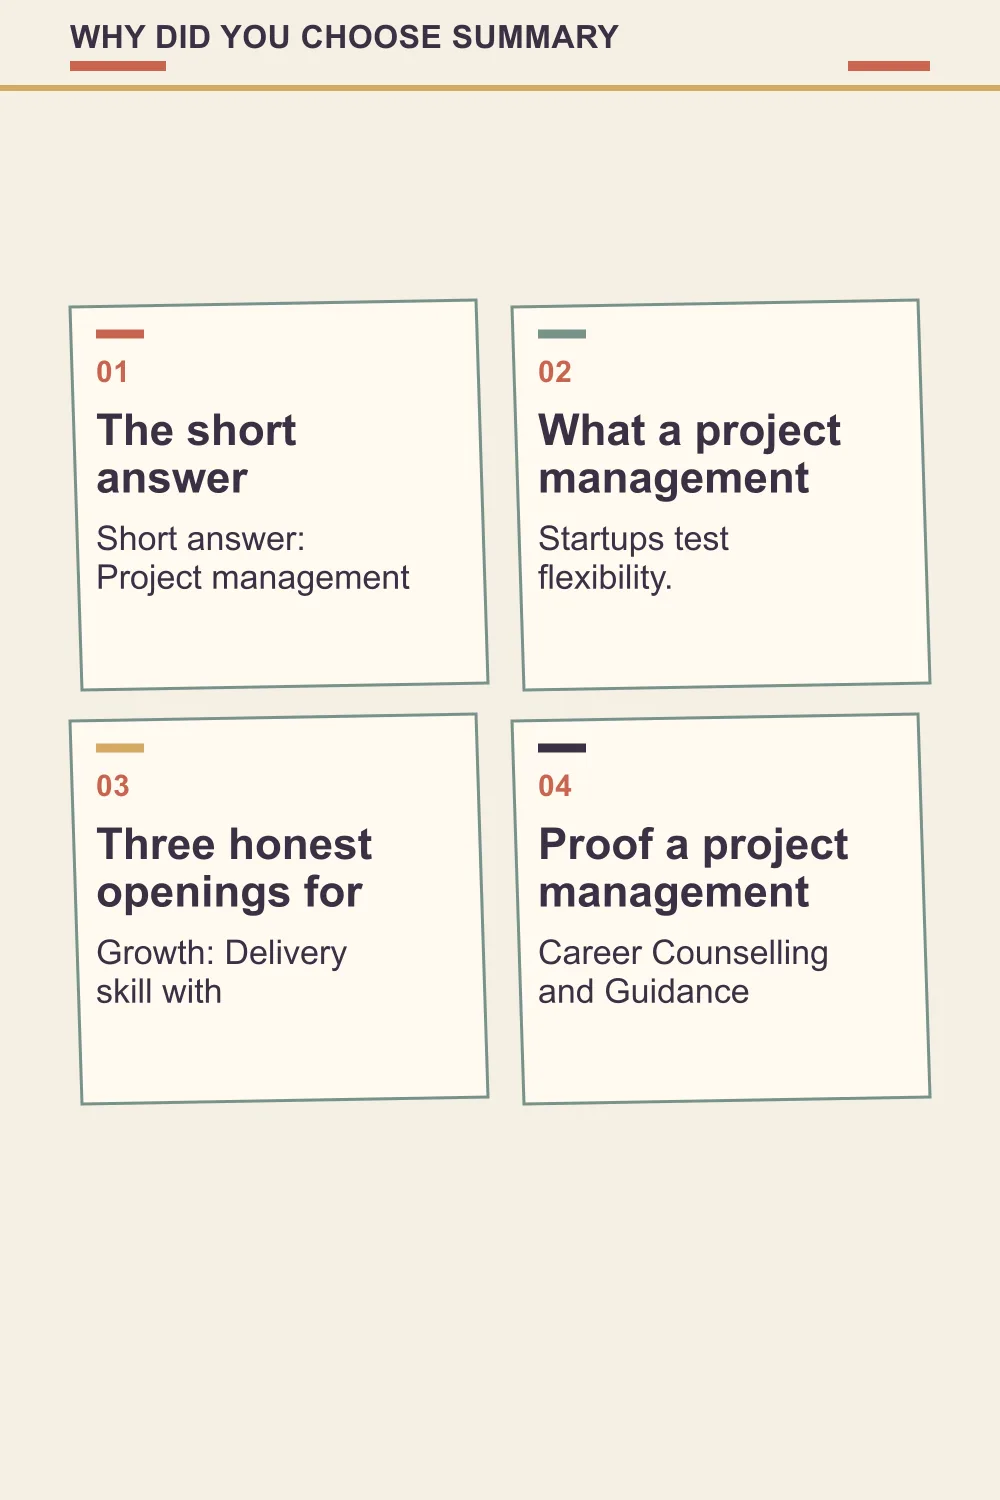 WHY DID YOU CHOOSE SUMMARY
01
The short
answer
Short answer:
Project management
02
What a project
management
Startups test
flexibility.
03
Three honest
openings for
Growth: Delivery
skill with
04
Proof a project
management
Career Counselling
and Guidance